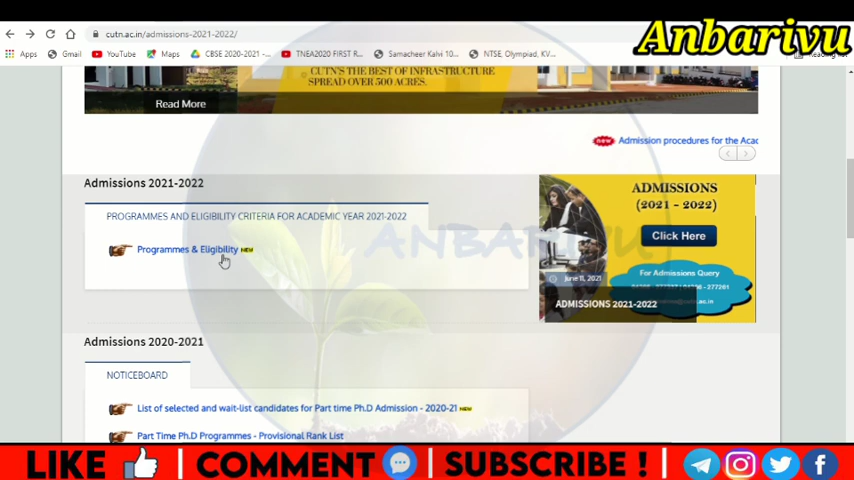 Anbarivu
cutn.ac.in/admissions-2021-2022/
Apps Gmail YouTube Maps CBSE 2020-2021 -... TNEA2020 FIRST R... Samacheer Kalvi 10... NTSE, Olympiad, KV...
CUTN'S THE BEST OF INFRASTRUCTURE
SPREAD OVER 500 ACRES.
Read More
new Admission procedures for the Acac
Admissions 2021-2022
PROGRAMMES AND ELIGIBILITY CRITERIA FOR ACADEMIC YEAR 2021-2022
Programmes & Eligibility NEW
ADMISSIONS
(2021 - 2022)
Click Here
June 11, 2021
For Admissions Query
ADMISSIONS 2021-2022
ANBARIVU
Admissions 2020-2021
NOTICEBOARD
List of selected and wait-list candidates for Part time Ph.D Admission - 2020-21 NEW
Part Time Ph.D Programmes - Provisional Rank List
LIKE | COMMENT | SUBSCRIBE ! |